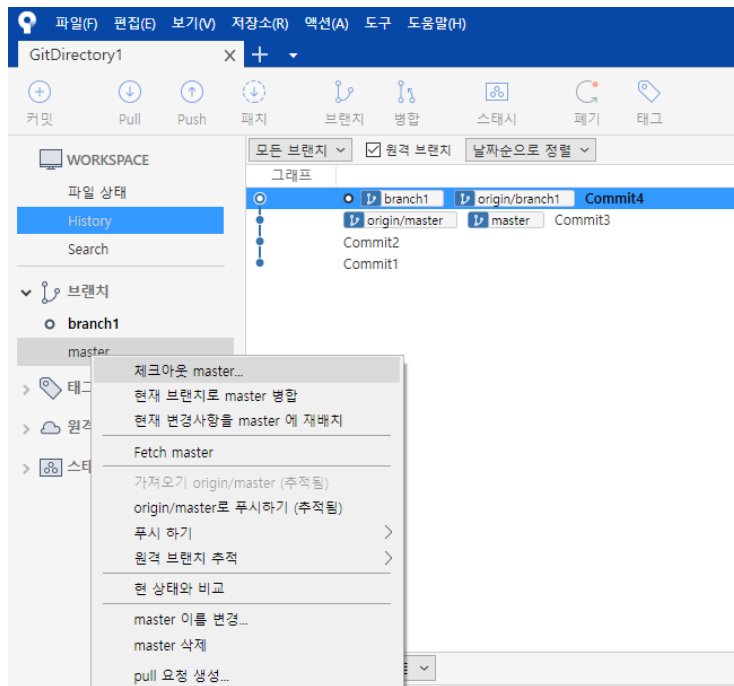 파일(F) 편집(E) 보기(V) 저장소(R) 액션(A) 도구 도움말(H)
GitDirectory1
커밋 Pull Push 패치 브랜치 병합 스태시 폐기 태그
WORKSPACE
모든 브랜치 원격 브랜치 날짜순으로 정렬
그래프
파일 상태
branch1 origin/branch1 Commit4
History
origin/master master Commit3
Search
Commit2
Commit1
브랜치
branch1
master
체크아웃 master...
현재 브랜치로 master 병합
현재 변경사항을 master 에 재배치
Fetch master
가져오기 origin/master (추적됨)
origin/master로 푸시하기 (추적됨)
푸시 하기
원격 브랜치 추적
현 상태와 비교
master 이름 변경...
master 삭제
pull 요청 생성...